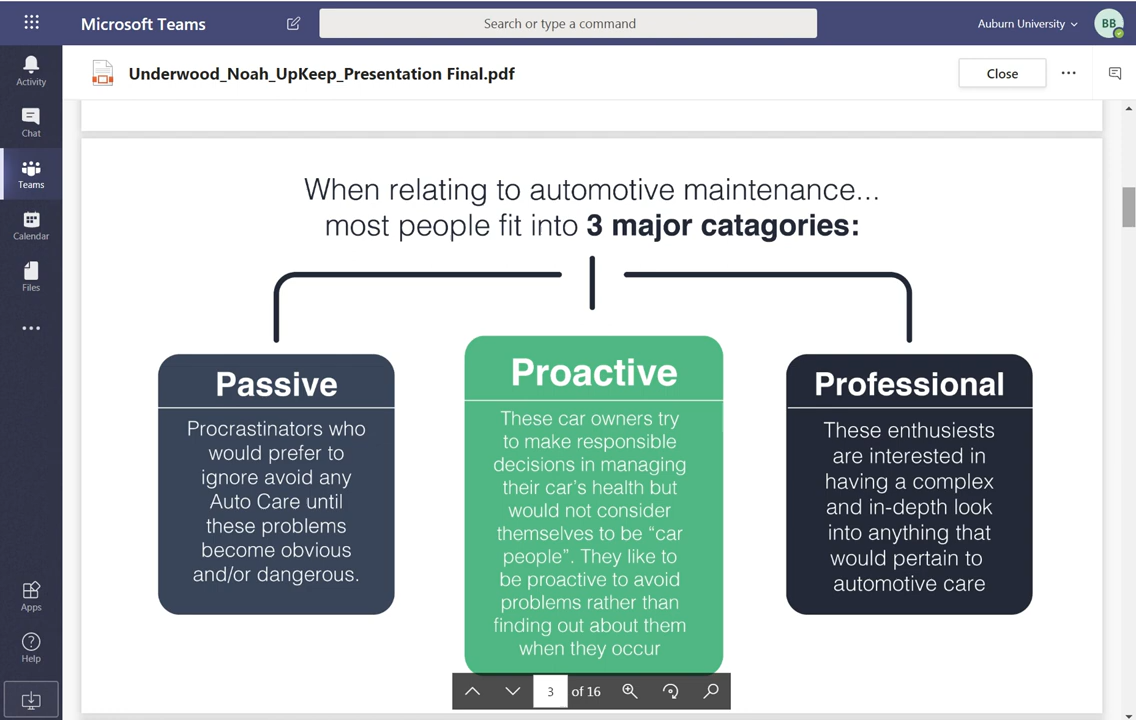 Microsoft Teams
Search or type a command
Auburn University
BB
Activity
Chat
Teams
Calendar
Files
Apps
Help
Underwood_Noah_UpKeep_Presentation Final.pdf
Close
When relating to automotive maintenance...
most people fit into 3 major catagories:
Passive
Procrastinators who
would prefer to
ignore avoid any
Auto Care until
these problems
become obvious
and/or dangerous.
Proactive
These car owners try
to make responsible
decisions in managing
their car's health but
would not consider
themselves to be “car
people”. They like to
be proactive to avoid
problems rather than
finding out about them
when they occur
Professional
These enthusiasts
are interested in
having a complex
and in-depth look
into anything that
would pertain to
automotive care
3 of 16